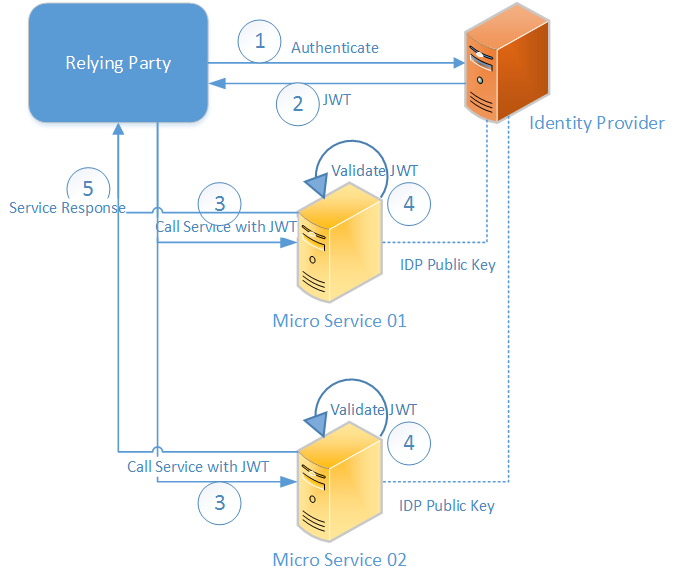 Relying Party
1
Authenticate
2
JWT
Identity Provider
5
Service Response
3
Validate JWT
4
Call Service with JWT
IDP Public Key
Micro Service 01
Validate JWT
4
Call Service with JWT
3
IDP Public Key
Micro Service 02